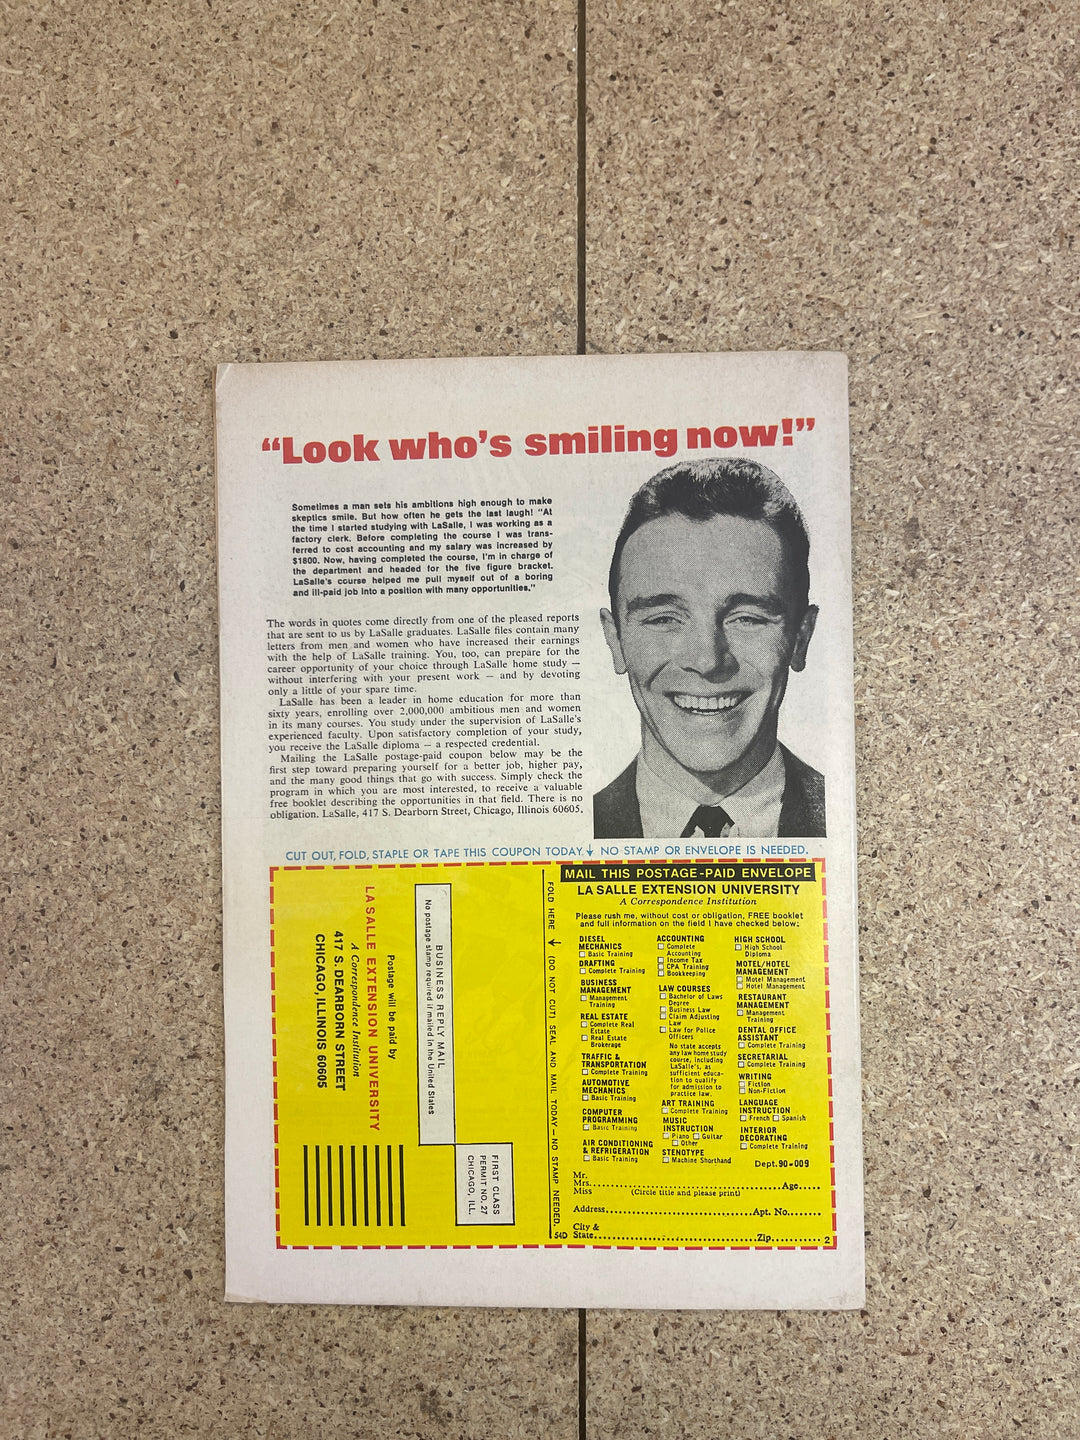 “Look who’s smiling now!”
Sometimes a man sets his ambitions high enough to make
skeptics smile. But how often he gets the last laugh! “At
the time I started studying with LaSalle, I was working as a
factory clerk. Before completing the course I was trans-
ferred to cost accounting and my salary was increased by
$1800. Now, having completed the course, I’m in charge of
the department and headed for the five figure bracket.
LaSalle’s course helped me pull myself out of a boring
and ill-paid job into a position with many opportunities.”
The words in quotes come directly from one of the pleased reports
that are sent to us by LaSalle graduates. LaSalle files contain many
letters from men and women who have increased their earnings
with the help of LaSalle training. You, too, can prepare for the
career opportunity of your choice through LaSalle home study —
without interfering with your present work — and by devoting
only a little of your spare time.
LaSalle has been a leader in home education for more than
sixty years, enrolling over 2,000,000 ambitious men and women
in its many courses. You study under the supervision of LaSalle’s
experienced faculty. Upon satisfactory completion of your study,
you receive the LaSalle diploma — a respected credential.
Mailing the LaSalle postage-paid coupon below may be the
first step toward preparing yourself for a better job, higher pay,
and the many good things that go with success. Simply check the
program in which you are most interested, to receive a valuable
free booklet describing the opportunities in that field. There is no
obligation. LaSalle, 417 S. Dearborn Street, Chicago, Illinois 60605.
CUT OUT, FOLD, STAPLE OR TAPE THIS COUPON TODAY. NO STAMP OR ENVELOPE IS NEEDED.
FIRST CLASS
PERMIT NO. 27
CHICAGO, ILL.
BUSINESS REPLY MAIL
No postage stamp required if mailed in the United States
Postage will be paid by
LA SALLE EXTENSION UNIVERSITY
A Correspondence Institution
417 S. DEARBORN STREET
CHICAGO, ILLINOIS 60605
FOLD HERE (DO NOT CUT) SEAL AND MAIL TODAY — NO STAMP NEEDED.
54D
MAIL THIS POSTAGE-PAID ENVELOPE
LA SALLE EXTENSION UNIVERSITY
A Correspondence Institution
Please rush me, without cost or obligation, FREE booklet
and full information on the field I have checked below:
DIESEL
MECHANICS
Basic Training
DRAFTING
Complete Training
BUSINESS
MANAGEMENT
Management
Training
REAL ESTATE
Complete Real
Estate
Real Estate
Brokerage
TRAFFIC &
TRANSPORTATION
Complete Training
AUTOMOTIVE
MECHANICS
Basic Training
COMPUTER
PROGRAMMING
Basic Training
AIR CONDITIONING
& REFRIGERATION
Basic Training
ACCOUNTING
Complete
Accounting
Income Tax
CPA Training
Bookkeeping
LAW COURSES
Bachelor of Laws
Degree
Business Law
Claim Adjusting
Law
Law for Police
Officers
No state accepts
any law home study
course, including
LaSalle’s, as
sufficient educa-
tion to qualify
for admission to
practice law.
ART TRAINING
Complete Training
MUSIC
INSTRUCTION
Piano Guitar
Other
STENOTYPE
Machine Shorthand
HIGH SCHOOL
High School
Diploma
MOTEL/HOTEL
MANAGEMENT
Motel Management
Hotel Management
RESTAURANT
MANAGEMENT
Management
Training
DENTAL OFFICE
ASSISTANT
Complete Training
SECRETARIAL
Complete Training
WRITING
Fiction
Non-Fiction
LANGUAGE
INSTRUCTION
French Spanish
INTERIOR
DECORATING
Complete Training
Dept. 90-009
Mr.
Mrs. Age
Miss (Circle title and please print)
Address Apt. No.
City &
State Zip 2